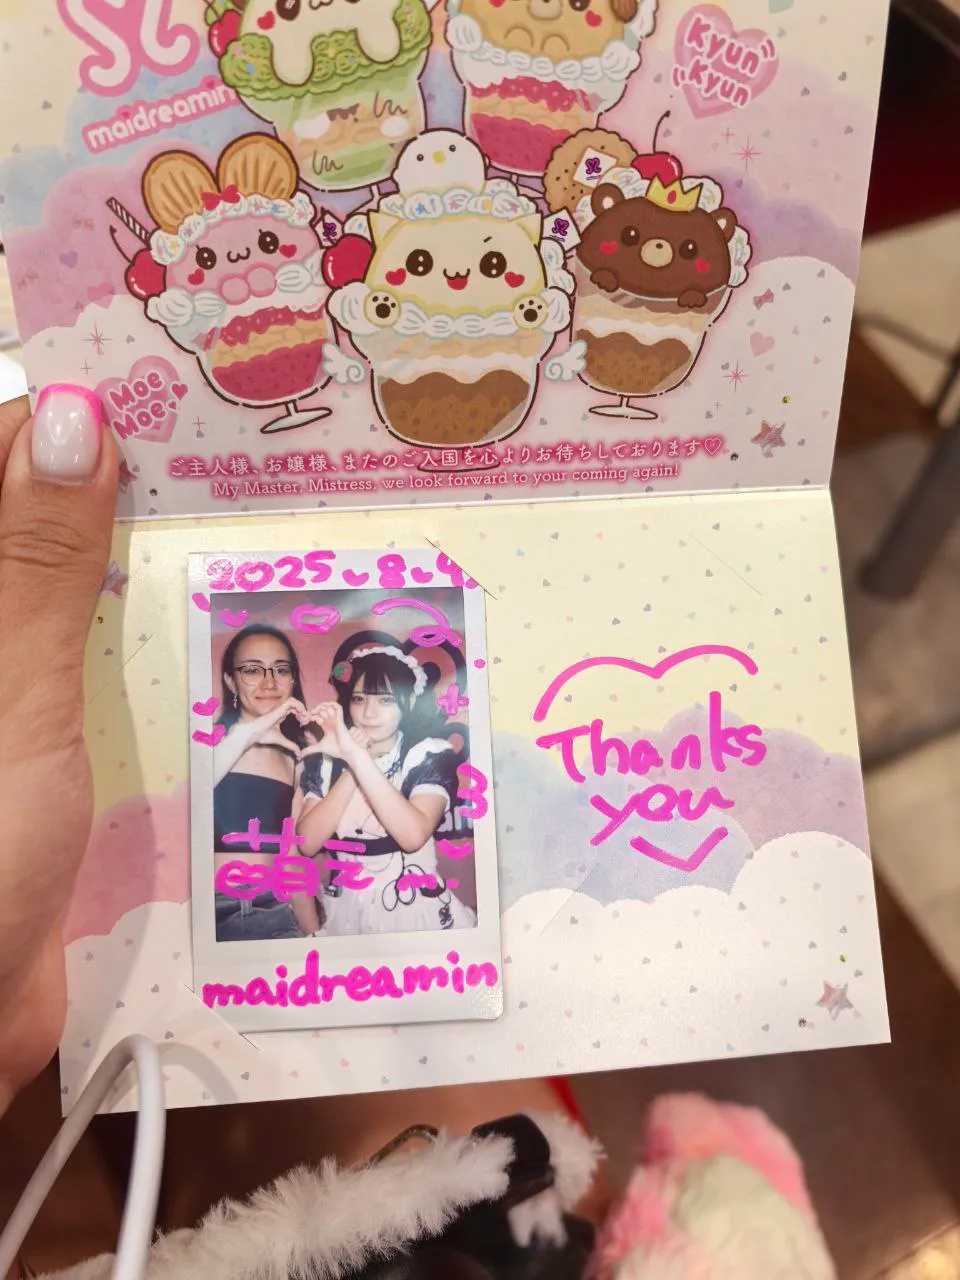 maidreamin
Kyun
Kyun
Moe
Moe
ご主人様、お嬢様、またのご入国を心よりお待ちしております♡
My Master, Mistress, we look forward to your coming again!
2025.8.4
萌え
maidreamin
Thanks
you